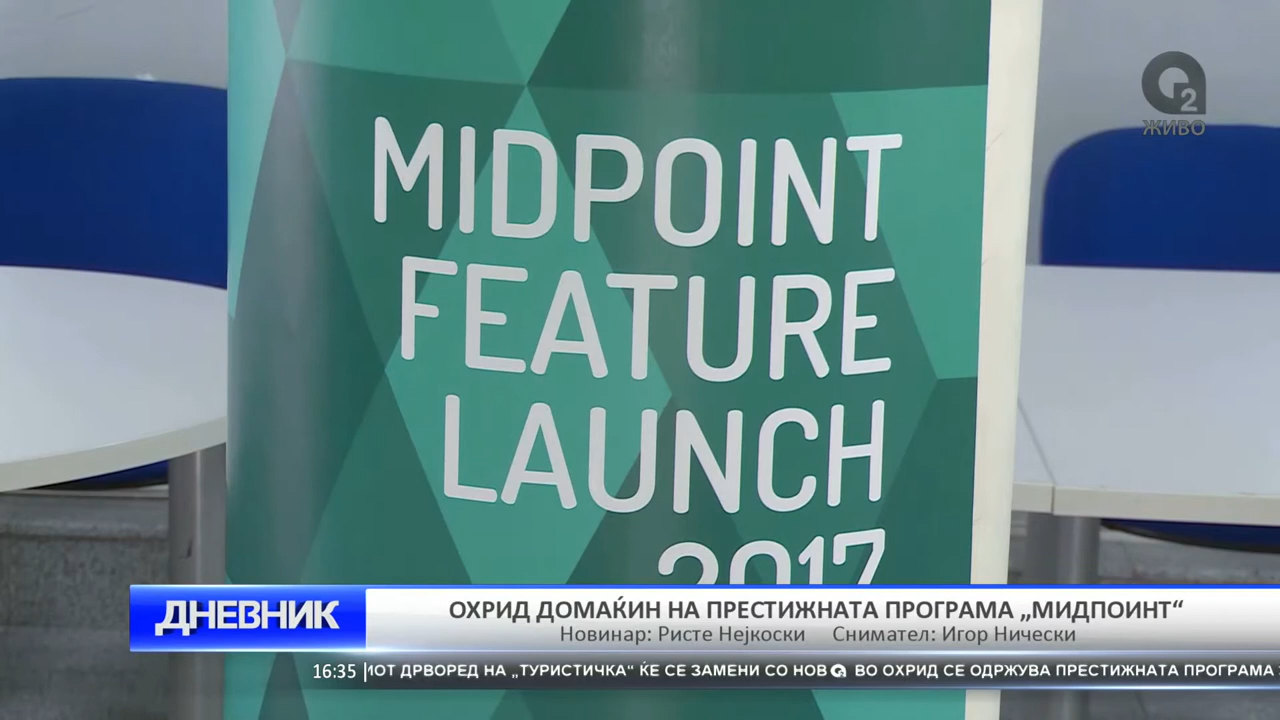 2
ЖИВО
MIDPOINT
FEATURE
LAUNCH
2017
ДНЕВНИК
ОХРИД ДОМАЌИН НА ПРЕСТИЖНАТА ПРОГРАМА „МИДПОИНТ“
Новинар: Ристе Нејкоски Снимател: Игор Нически
16:35 ДРВОРЕД НА „ТУРИСТИЧКА“ ЌЕ СЕ ЗАМЕНИ СО НОВ ВО ОХРИД СЕ ОДРЖУВА ПРЕСТИЖНАТА ПРОГРАМА